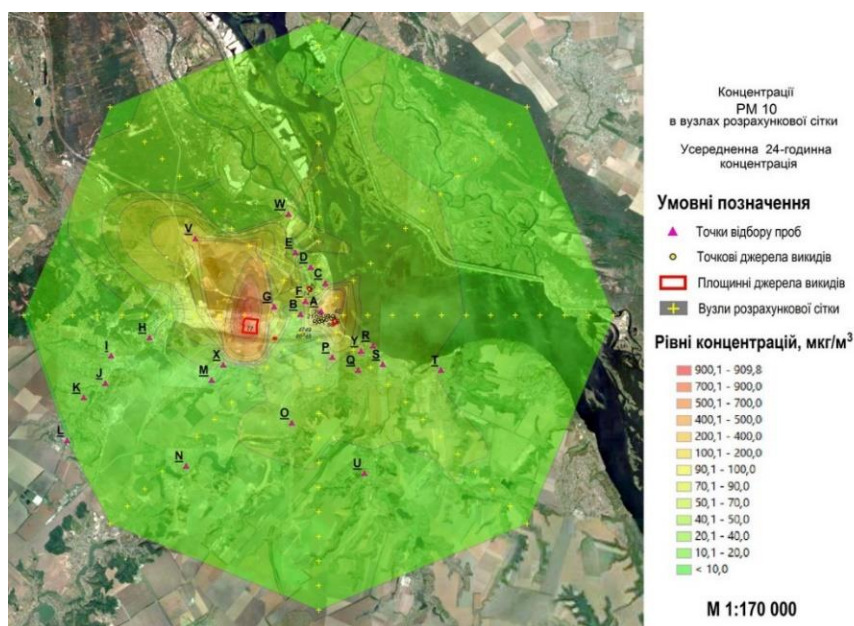 Концентрації
РМ 10
в вузлах розрахункової сітки
Усередненна 24-годинна
концентрація
Умовні позначення
Точки відбору проб
Точкові джерела викидів
Площинні джерела викидів
Вузли розрахункової сітки
Рівні концентрацій, мкг/м³
900,1 - 909,8
700,1 - 900,0
500,1 - 700,0
400,1 - 500,0
200,1 - 400,0
100,1 - 200,0
90,1 - 100,0
70,1 - 90,0
50,1 - 70,0
40,1 - 50,0
20,1 - 40,0
10,1 - 20,0
< 10,0
М 1:170 000
W
V
E
D
C
F
A
G
B
H
I
Y
R
P
X
Q
S
T
J
M
K
O
L
N
U